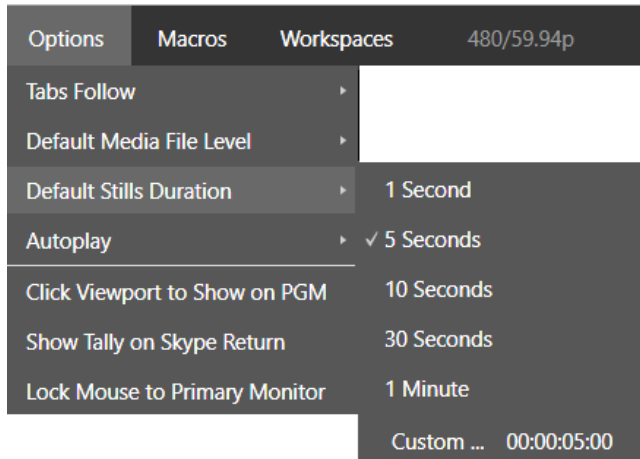 Options Macros Workspaces 480/59.94p
Tabs Follow
Default Media File Level
Default Stills Duration
Autoplay
Click Viewport to Show on PGM
Show Tally on Skype Return
Lock Mouse to Primary Monitor
1 Second
✓ 5 Seconds
10 Seconds
30 Seconds
1 Minute
Custom ... 00:00:05:00